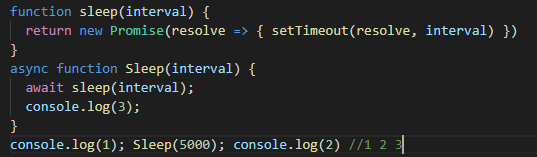 function sleep(interval) {
  return new Promise(resolve => { setTimeout(resolve, interval) })
}
async function Sleep(interval) {
  await sleep(interval);
  console.log(3);
}
console.log(1); Sleep(5000); console.log(2) //1 2 3